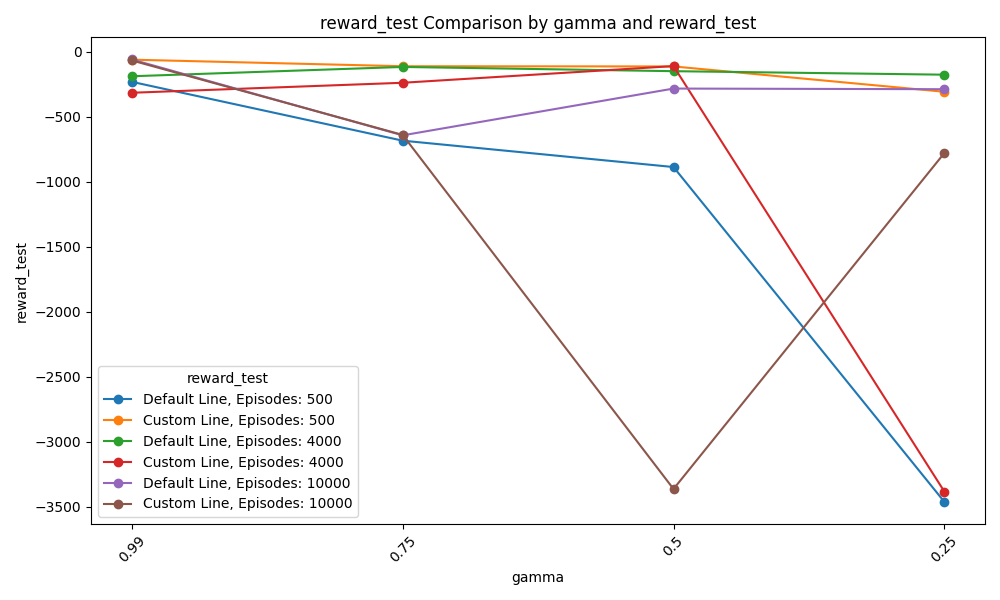 reward_test Comparison by gamma and reward_test
0
−500
−1000
−1500
−2000
−2500
−3000
−3500
reward_test
reward_test
Default Line, Episodes: 500
Custom Line, Episodes: 500
Default Line, Episodes: 4000
Custom Line, Episodes: 4000
Default Line, Episodes: 10000
Custom Line, Episodes: 10000
0.99
0.75
0.5
0.25
gamma